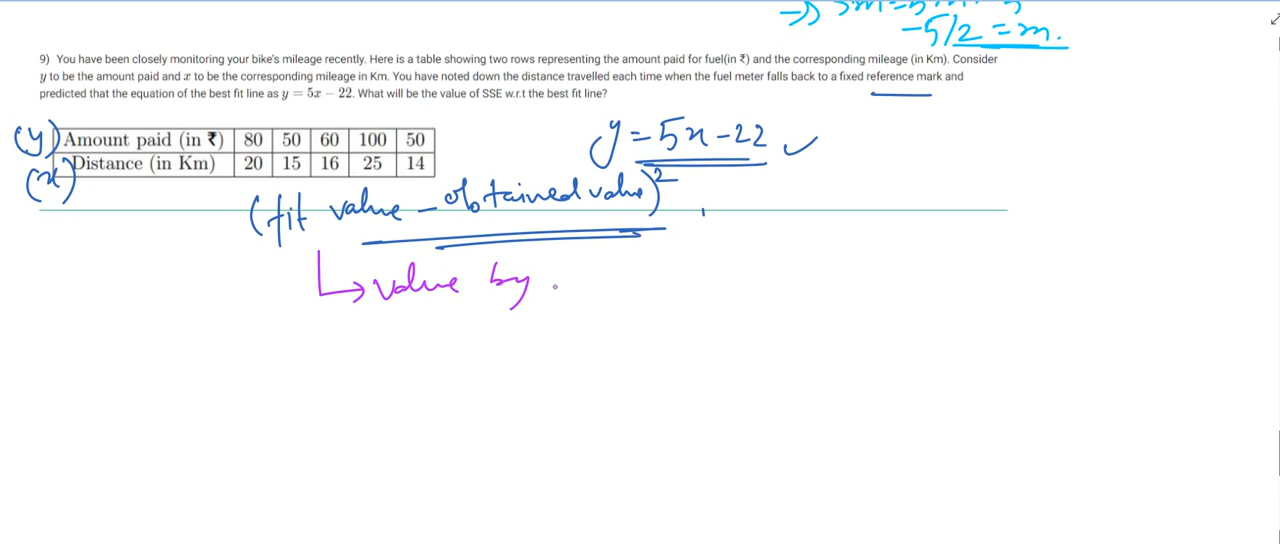 -5/2 = m.
9) You have been closely monitoring your bike's mileage recently. Here is a table showing two rows representing the amount paid for fuel(in ₹) and the corresponding mileage (in Km). Consider
y to be the amount paid and x to be the corresponding mileage in Km. You have noted down the distance travelled each time when the fuel meter falls back to a fixed reference mark and
predicted that the equation of the best fit line as y = 5x − 22. What will be the value of SSE w.r.t the best fit line?
(y) Amount paid (in ₹) 80 50 60 100 50
(x) Distance (in Km) 20 15 16 25 14
y = 5x - 22 ✓
(fit value - obtained value)²
↳ value by